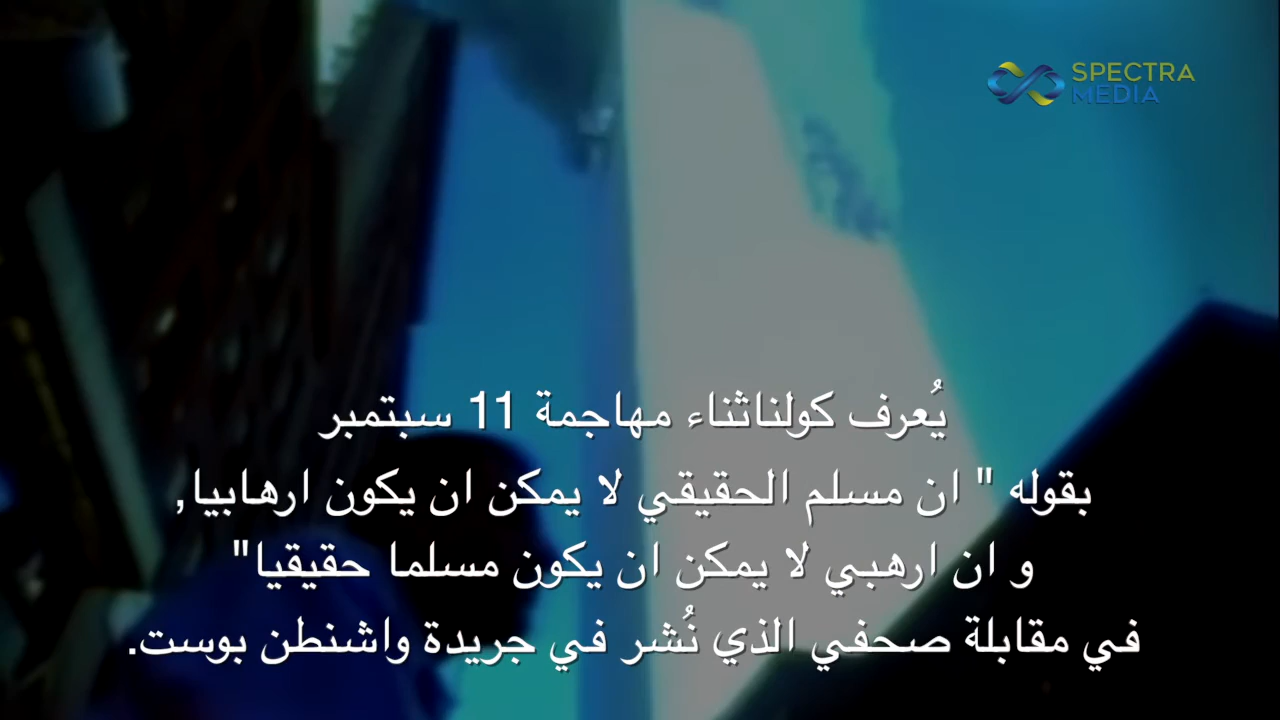 SPECTRA
MEDIA
يُعرف كولناثناء مهاجمة 11 سبتمبر
بقوله " ان مسلم الحقيقي لا يمكن ان يكون ارهابيا,
و ان ارهبي لا يمكن ان يكون مسلما حقيقيا"
في مقابلة صحفي الذي نُشر في جريدة واشنطن بوست.